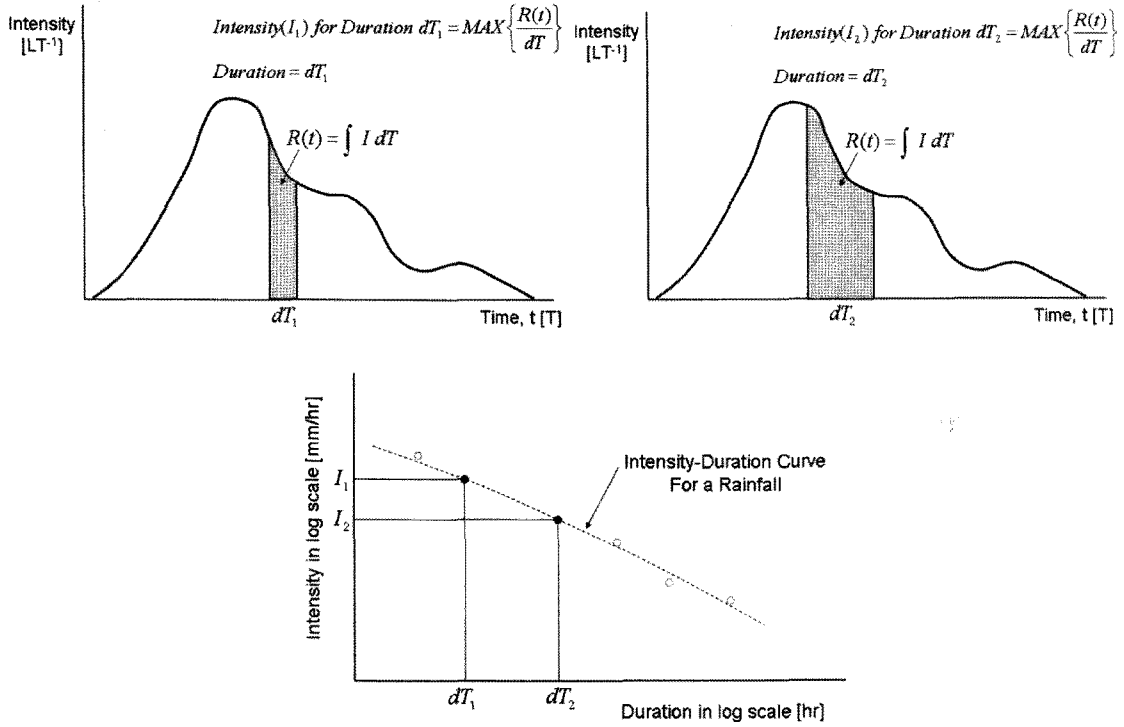 Intensity
[LT⁻¹]
Intensity(I₁) for Duration dT₁ = MAX{R(t)/dT}
Duration = dT₁
R(t) = ∫ I dT
dT₁
Time, t [T]
Intensity
[LT⁻¹]
Intensity(I₂) for Duration dT₂ = MAX{R(t)/dT}
Duration = dT₂
R(t) = ∫ I dT
dT₂
Time, t [T]
Intensity in log scale [mm/hr]
I₁
I₂
Intensity-Duration Curve
For a Rainfall
dT₁
dT₂
Duration in log scale [hr]